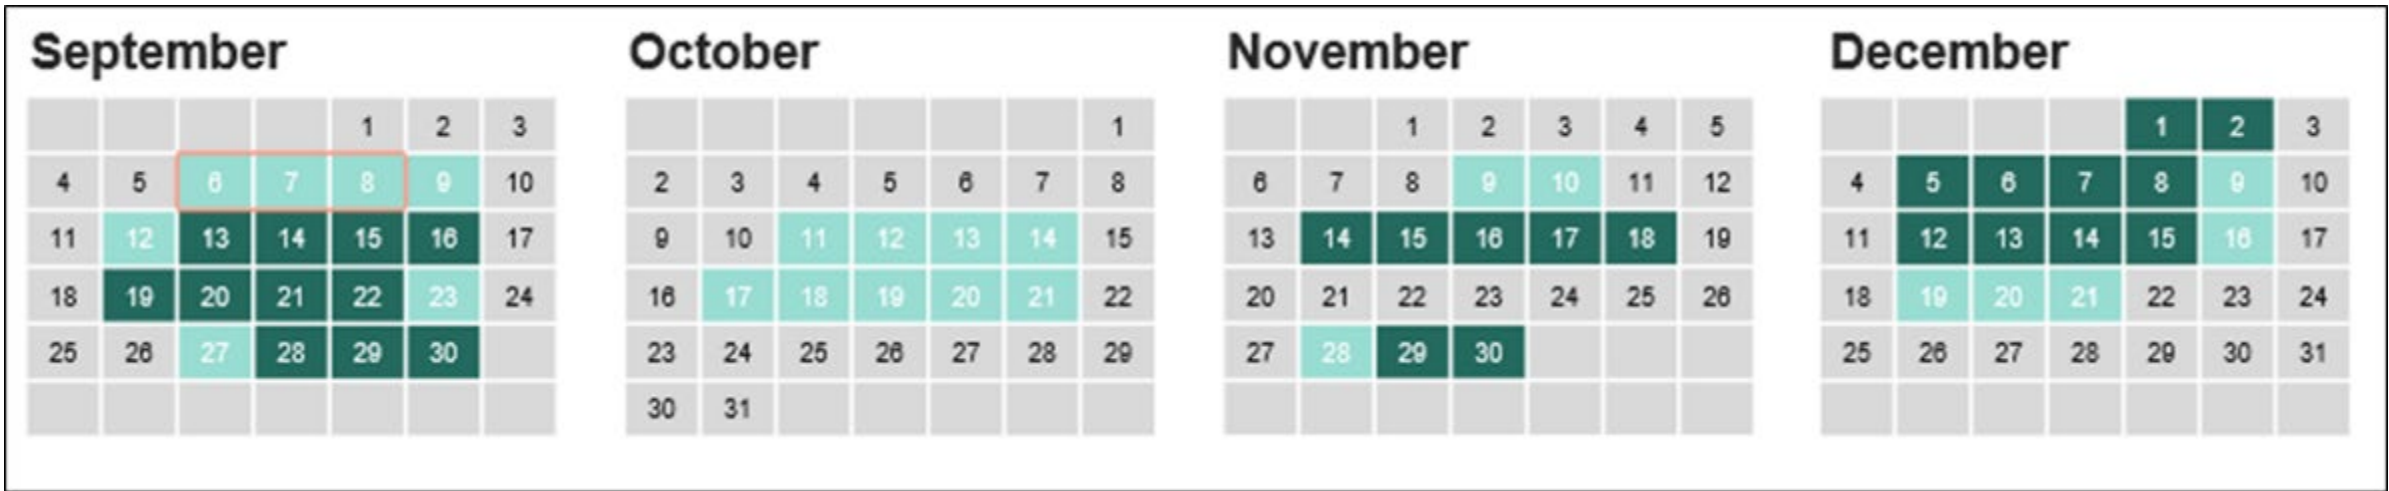 September October November December
1 2 3 1 1 2 3 4 5 1 2 3
4 5 6 7 8 9 10 2 3 4 5 6 7 8 6 7 8 9 10 11 12 4 5 6 7 8 9 10
11 12 13 14 15 16 17 9 10 11 12 13 14 15 13 14 15 16 17 18 19 11 12 13 14 15 16 17
18 19 20 21 22 23 24 16 17 18 19 20 21 22 20 21 22 23 24 25 26 18 19 20 21 22 23 24
25 26 27 28 29 30 23 24 25 26 27 28 29 27 28 29 30 25 26 27 28 29 30 31
30 31